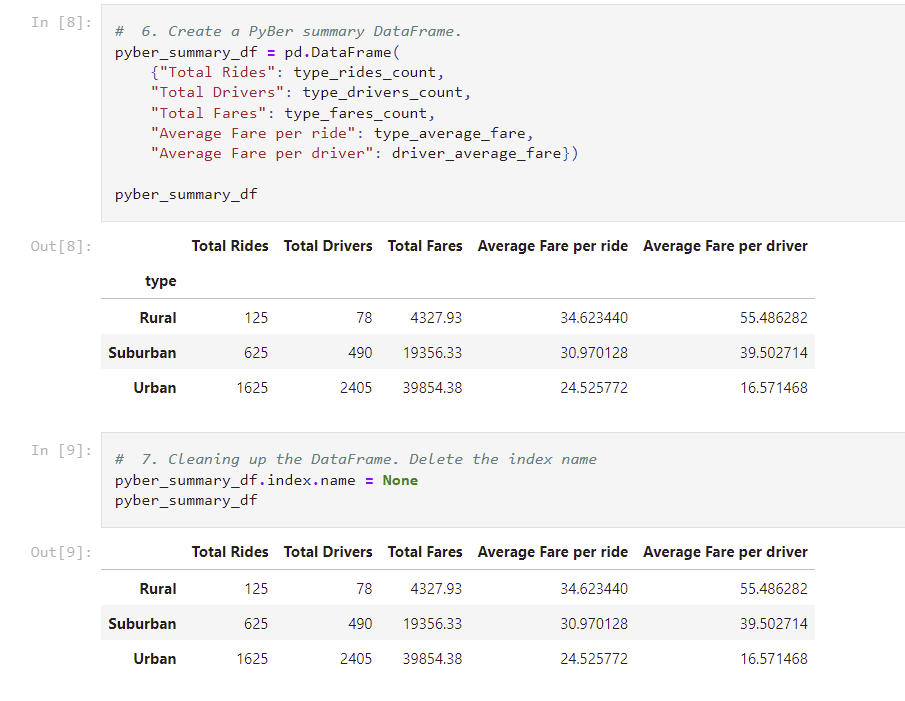 In [8]:
#  6. Create a PyBer summary DataFrame.
pyber_summary_df = pd.DataFrame(
    {"Total Rides": type_rides_count,
    "Total Drivers": type_drivers_count,
    "Total Fares": type_fares_count,
    "Average Fare per ride": type_average_fare,
    "Average Fare per driver": driver_average_fare})
pyber_summary_df
Out[8]:
Total Rides Total Drivers Total Fares Average Fare per ride Average Fare per driver
type
Rural 125 78 4327.93 34.623440 55.486282
Suburban 625 490 19356.33 30.970128 39.502714
Urban 1625 2405 39854.38 24.525772 16.571468
In [9]:
#  7. Cleaning up the DataFrame. Delete the index name
pyber_summary_df.index.name = None
pyber_summary_df
Out[9]:
Total Rides Total Drivers Total Fares Average Fare per ride Average Fare per driver
Rural 125 78 4327.93 34.623440 55.486282
Suburban 625 490 19356.33 30.970128 39.502714
Urban 1625 2405 39854.38 24.525772 16.571468